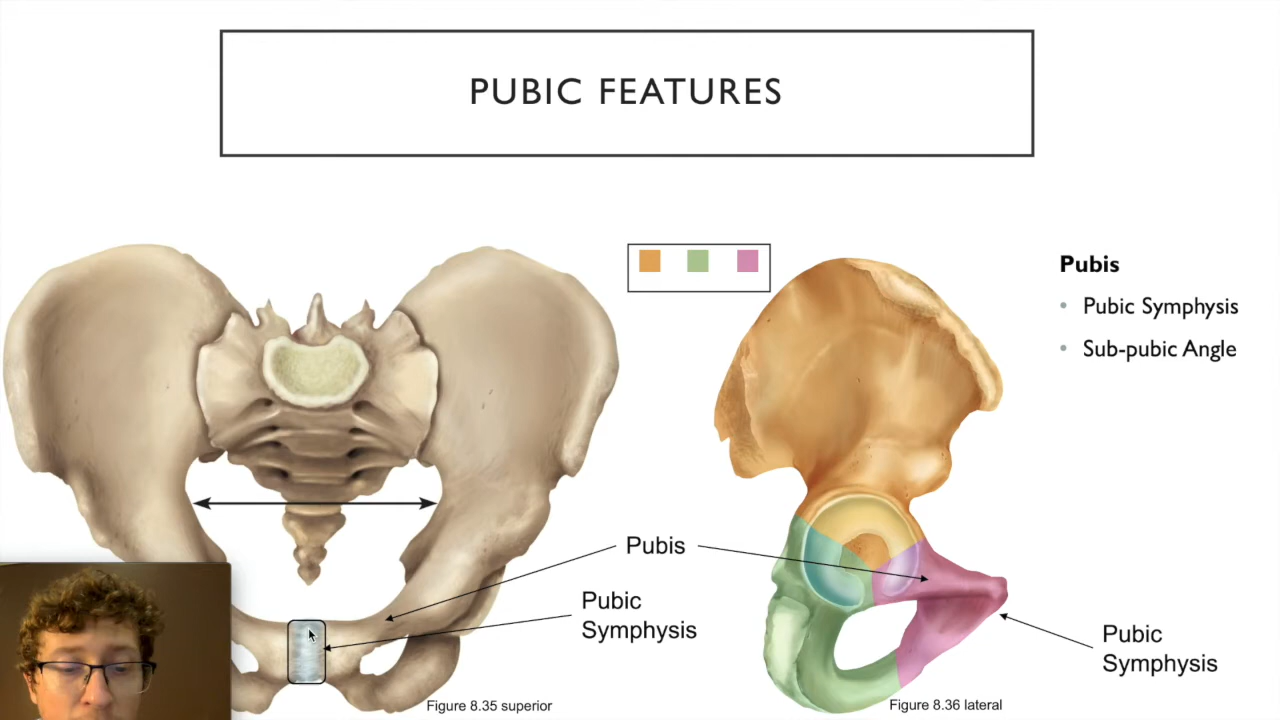 PUBIC FEATURES
Pubis
• Pubic Symphysis
• Sub-pubic Angle
Pubis
Pubic
Symphysis
Pubic
Symphysis
Figure 8.35 superior
Figure 8.36 lateral